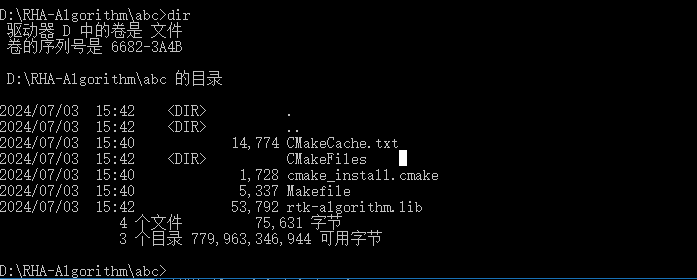 D:\RHA-Algorithm\abc>dir
驱动器 D 中的卷是 文件
卷的序列号是 6682-3A4B
D:\RHA-Algorithm\abc 的目录
2024/07/03  15:42    <DIR>          .
2024/07/03  15:42    <DIR>          ..
2024/07/03  15:40            14,774 CMakeCache.txt
2024/07/03  15:42    <DIR>          CMakeFiles
2024/07/03  15:40             1,728 cmake_install.cmake
2024/07/03  15:40             5,337 Makefile
2024/07/03  15:42            53,792 rtk-algorithm.lib
4 个文件         75,631 字节
3 个目录 779,963,346,944 可用字节
D:\RHA-Algorithm\abc>